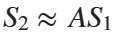 S₂ ≈ AS₁